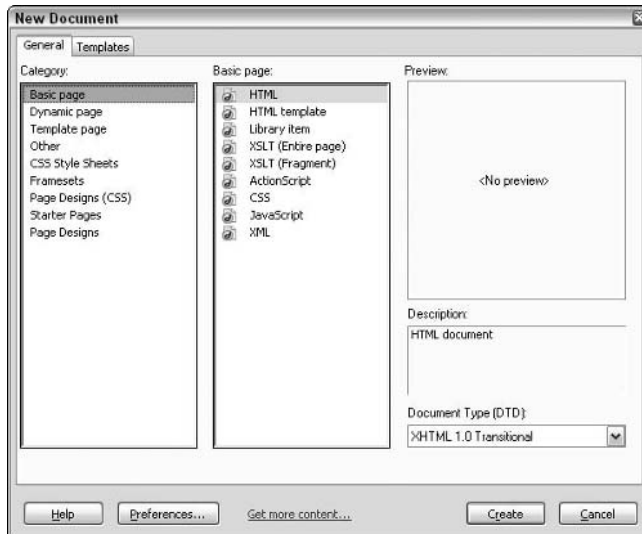 New Document
General
Templates
Category:
Basic page
Dynamic page
Template page
Other
CSS Style Sheets
Framesets
Page Designs (CSS)
Starter Pages
Page Designs
Basic page:
HTML
HTML template
Library item
XSLT (Entire page)
XSLT (Fragment)
ActionScript
CSS
JavaScript
XML
Preview:
<No preview>
Description:
HTML document
Document Type (DTD):
XHTML 1.0 Transitional
Help
Preferences...
Get more content...
Create
Cancel